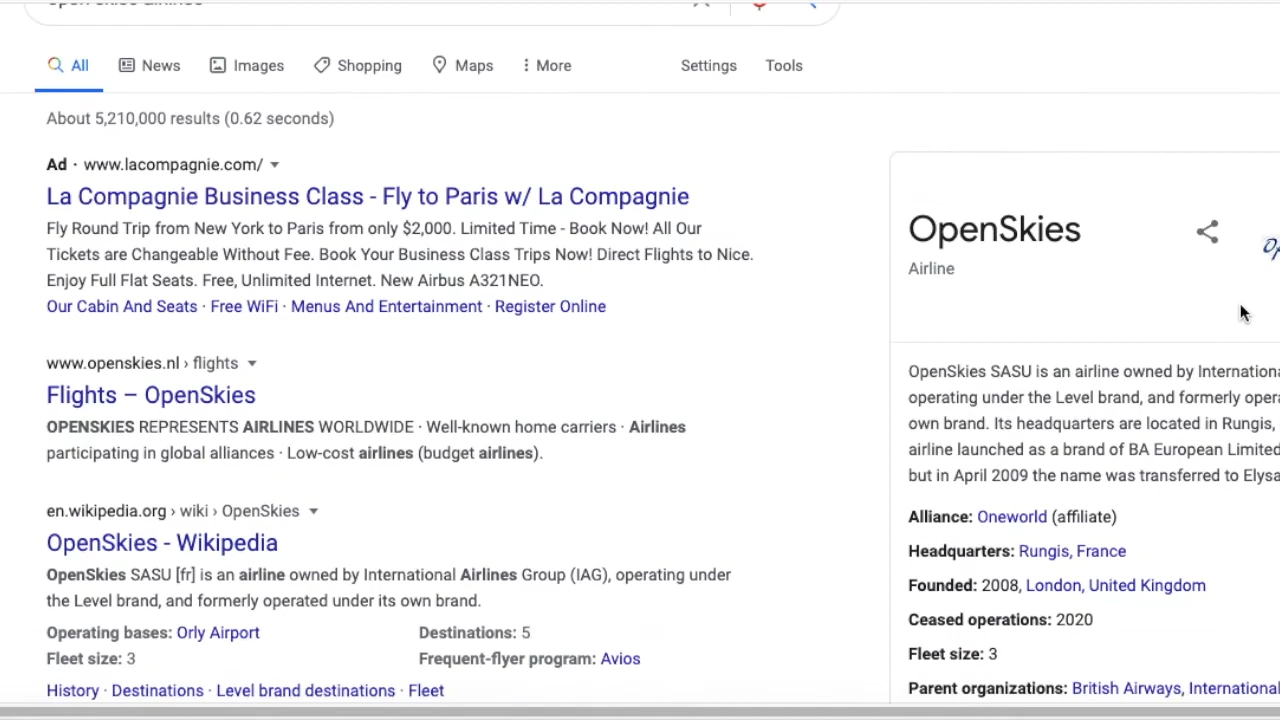 All News Images Shopping Maps More Settings Tools
About 5,210,000 results (0.62 seconds)
Ad · www.lacompagnie.com/
La Compagnie Business Class - Fly to Paris w/ La Compagnie
Fly Round Trip from New York to Paris from only $2,000. Limited Time - Book Now! All Our
Tickets are Changeable Without Fee. Book Your Business Class Trips Now! Direct Flights to Nice.
Enjoy Full Flat Seats. Free, Unlimited Internet. New Airbus A321NEO.
Our Cabin And Seats · Free WiFi · Menus And Entertainment · Register Online
www.openskies.nl › flights
Flights – OpenSkies
OPENSKIES REPRESENTS AIRLINES WORLDWIDE · Well-known home carriers · Airlines
participating in global alliances · Low-cost airlines (budget airlines).
en.wikipedia.org › wiki › OpenSkies
OpenSkies - Wikipedia
OpenSkies SASU [fr] is an airline owned by International Airlines Group (IAG), operating under
the Level brand, and formerly operated under its own brand.
Operating bases: Orly Airport Destinations: 5
Fleet size: 3 Frequent-flyer program: Avios
History · Destinations · Level brand destinations · Fleet
OpenSkies
Airline
OpenSkies SASU is an airline owned by
operating under the Level brand, and formerly
own brand. Its headquarters are located in Rungis,
airline launched as a brand of BA European Limited
but in April 2009 the name was transferred to
Alliance: Oneworld (affiliate)
Headquarters: Rungis, France
Founded: 2008, London, United Kingdom
Ceased operations: 2020
Fleet size: 3
Parent organizations: British Airways, International